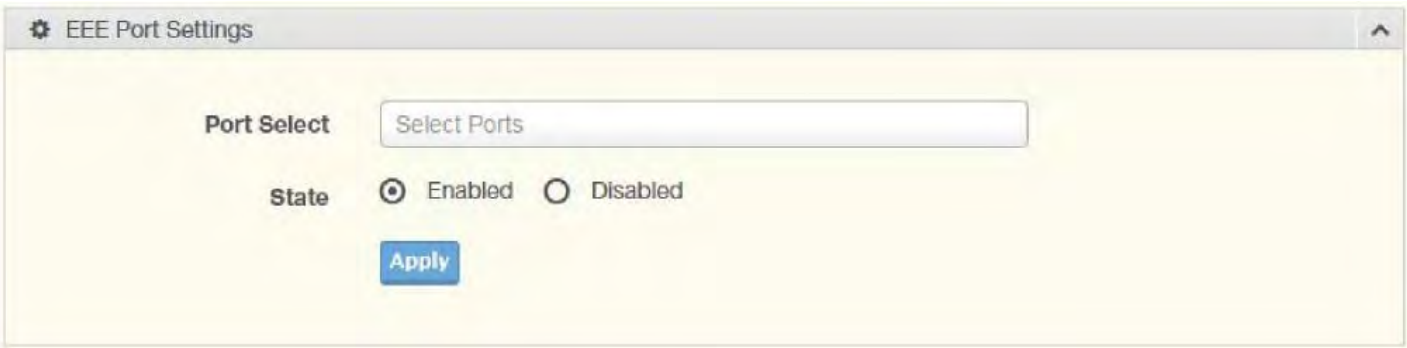 EEE Port Settings
Port Select Select Ports
State Enabled Disabled
Apply